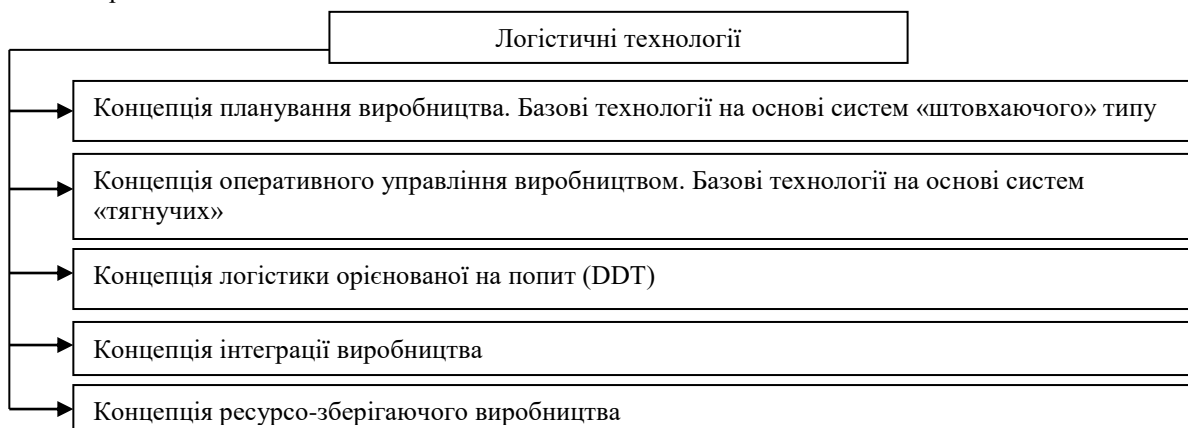 Логістичні технології
Концепція планування виробництва. Базові технології на основі систем «штовхаючого» типу
Концепція оперативного управління виробництвом. Базові технології на основі систем
«тягнучих»
Концепція логістики орієнованої на попит (DDT)
Концепція інтеграції виробництва
Концепція ресурсо-зберігаючого виробництва